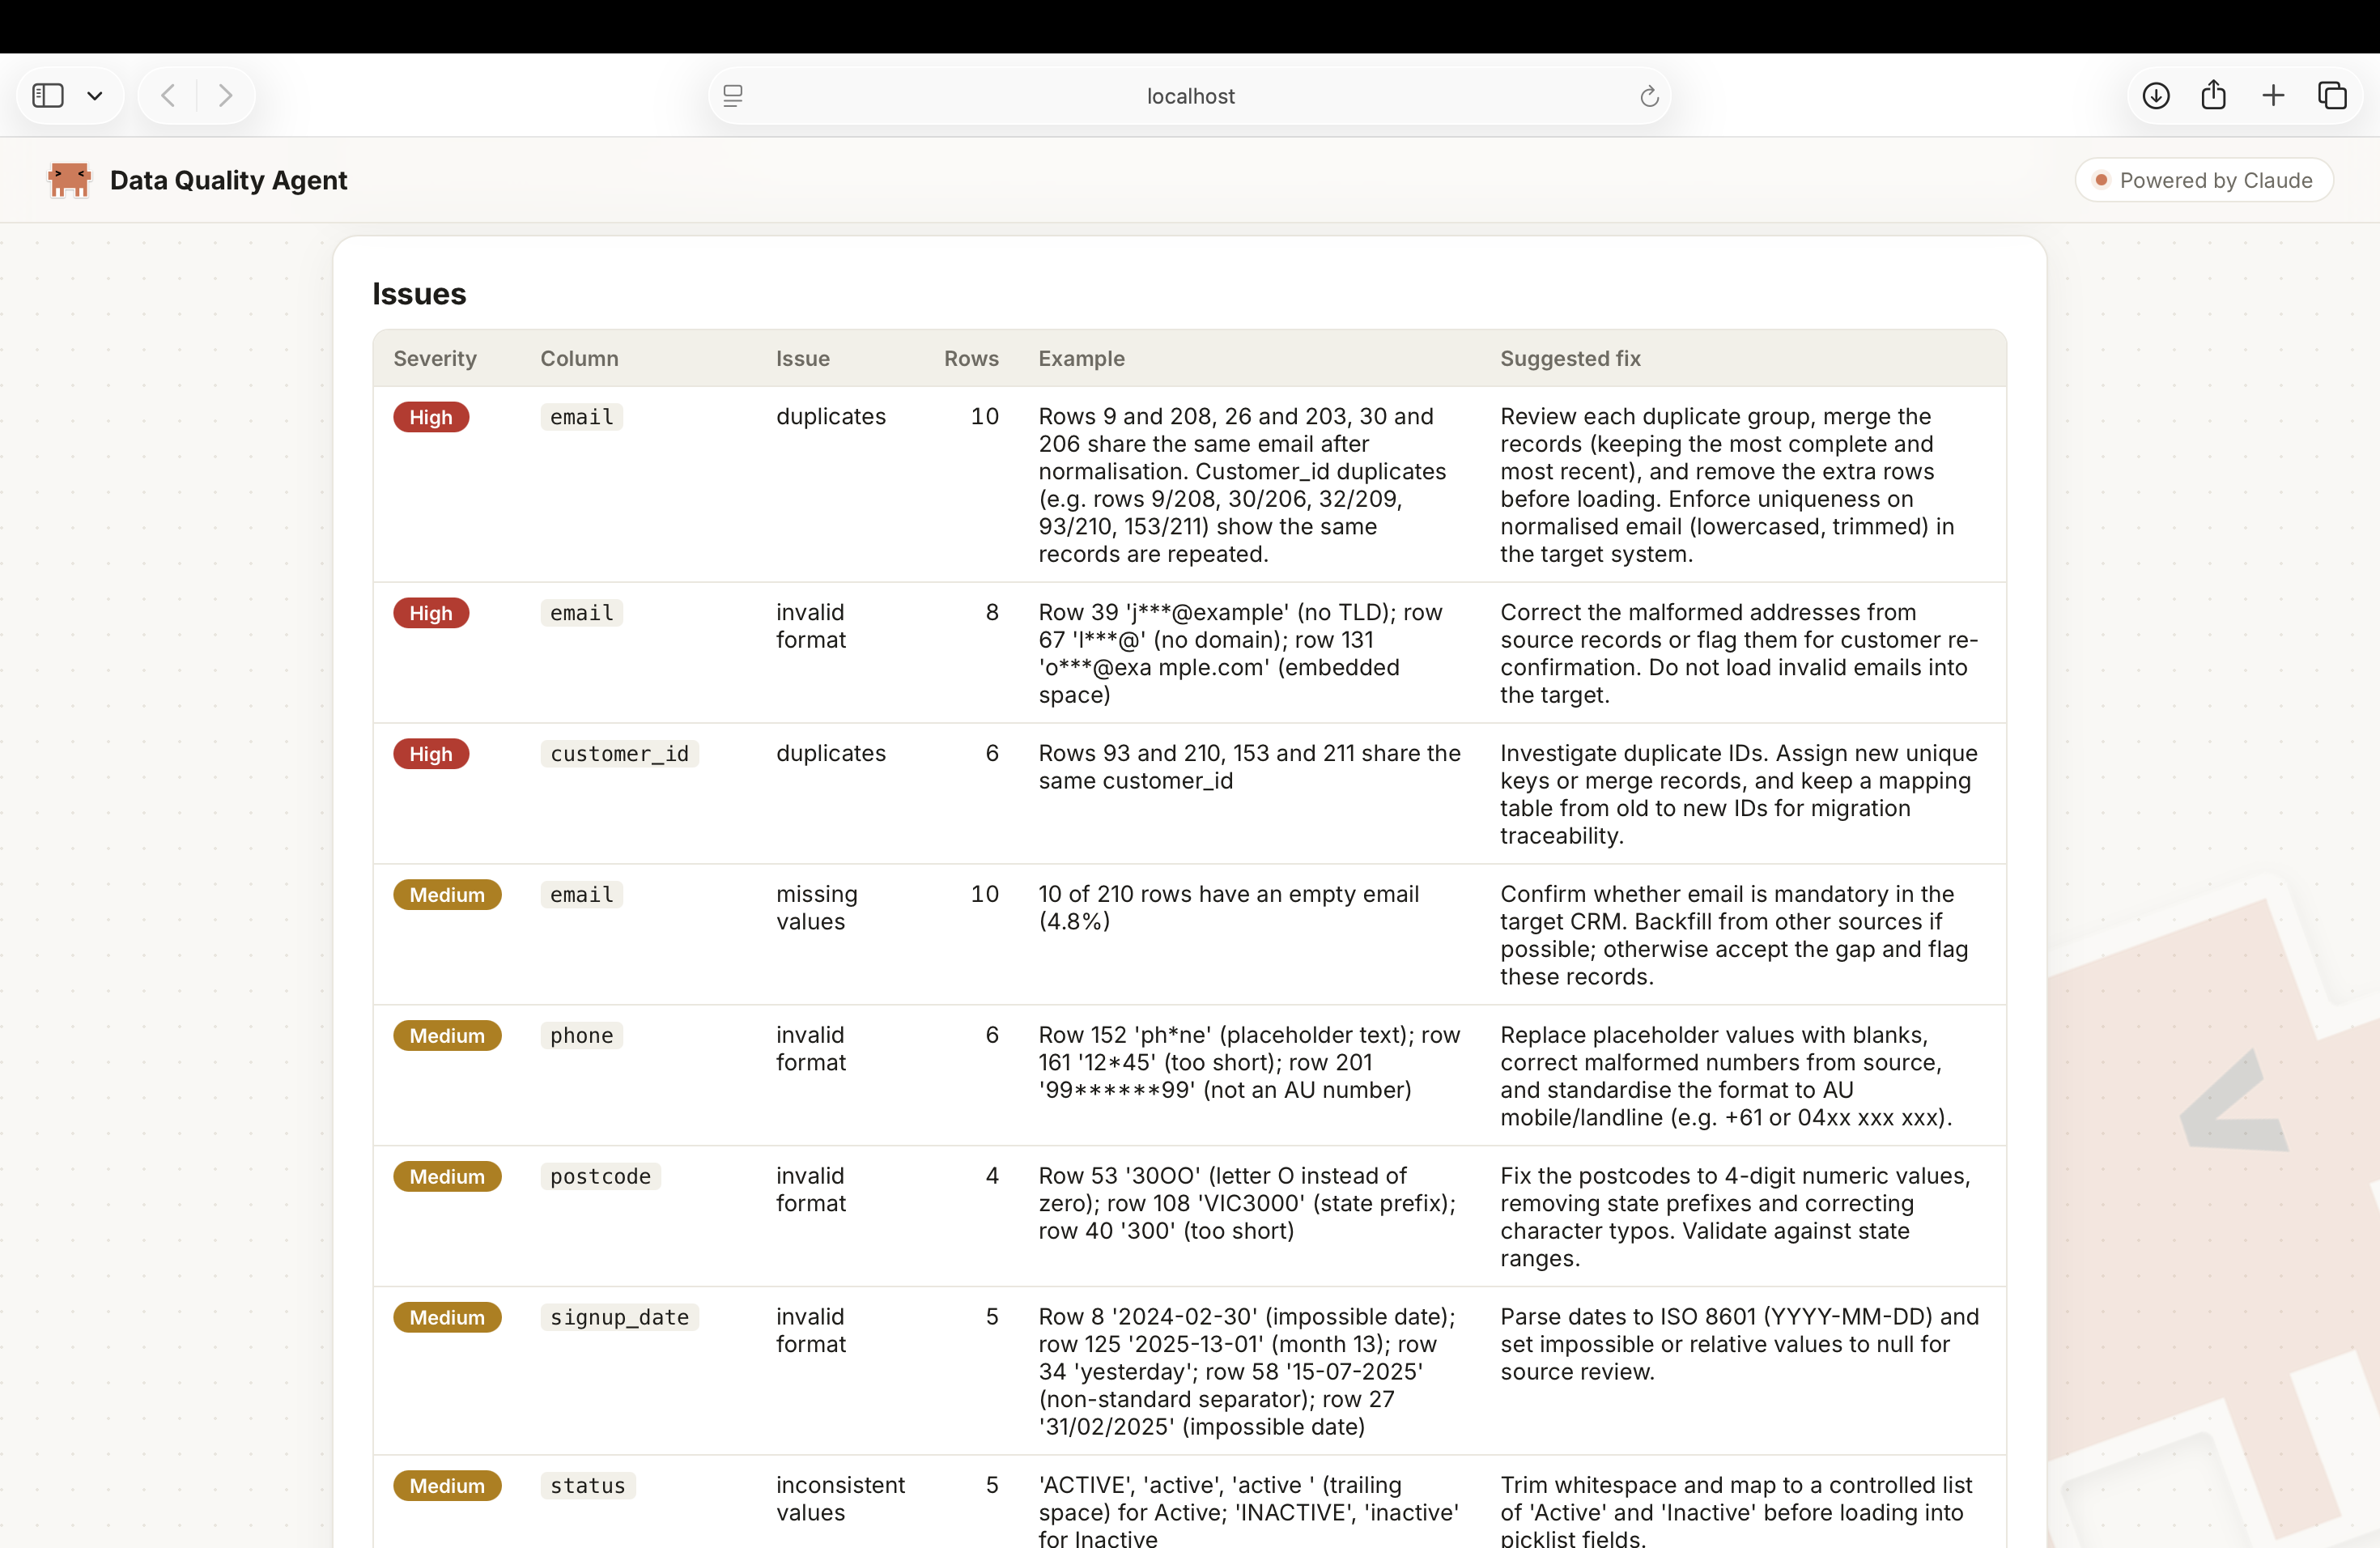 localhost
Data Quality Agent
Powered by Claude
Issues
Severity Column Issue Rows Example Suggested fix
High email duplicates 10 Rows 9 and 208, 26 and 203, 30 and Review each duplicate group, merge the
206 share the same email after records (keeping the most complete and
normalisation. Customer_id duplicates most recent), and remove the extra rows
(e.g. rows 9/208, 30/206, 32/209, before loading. Enforce uniqueness on
93/210, 153/211) show the same normalised email (lowercased, trimmed) in
records are repeated. the target system.
High email invalid 8 Row 39 'j***@example' (no TLD); row Correct the malformed addresses from
format 67 'l***@' (no domain); row 131 source records or flag them for customer re-
'o***@exa mple.com' (embedded confirmation. Do not load invalid emails into
space) the target.
High customer_id duplicates 6 Rows 93 and 210, 153 and 211 share the Investigate duplicate IDs. Assign new unique
same customer_id keys or merge records, and keep a mapping
table from old to new IDs for migration
traceability.
Medium email missing 10 10 of 210 rows have an empty email Confirm whether email is mandatory in the
values (4.8%) target CRM. Backfill from other sources if
possible; otherwise accept the gap and flag
these records.
Medium phone invalid 6 Row 152 'ph*ne' (placeholder text); row Replace placeholder values with blanks,
format 161 '12*45' (too short); row 201 correct malformed numbers from source,
'99******99' (not an AU number) and standardise the format to AU
mobile/landline (e.g. +61 or 04xx xxx xxx).
Medium postcode invalid 4 Row 53 '30OO' (letter O instead of Fix the postcodes to 4-digit numeric values,
format zero); row 108 'VIC3000' (state prefix); removing state prefixes and correcting
row 40 '300' (too short) character typos. Validate against state
ranges.
Medium signup_date invalid 5 Row 8 '2024-02-30' (impossible date); Parse dates to ISO 8601 (YYYY-MM-DD) and
format row 125 '2025-13-01' (month 13); row set impossible or relative values to null for
34 'yesterday'; row 58 '15-07-2025' source review.
(non-standard separator); row 27
'31/02/2025' (impossible date)
Medium status inconsistent 5 'ACTIVE', 'active', 'active ' (trailing Trim whitespace and map to a controlled list
values space) for Active; 'INACTIVE', 'inactive' of 'Active' and 'Inactive' before loading into
for Inactive picklist fields.